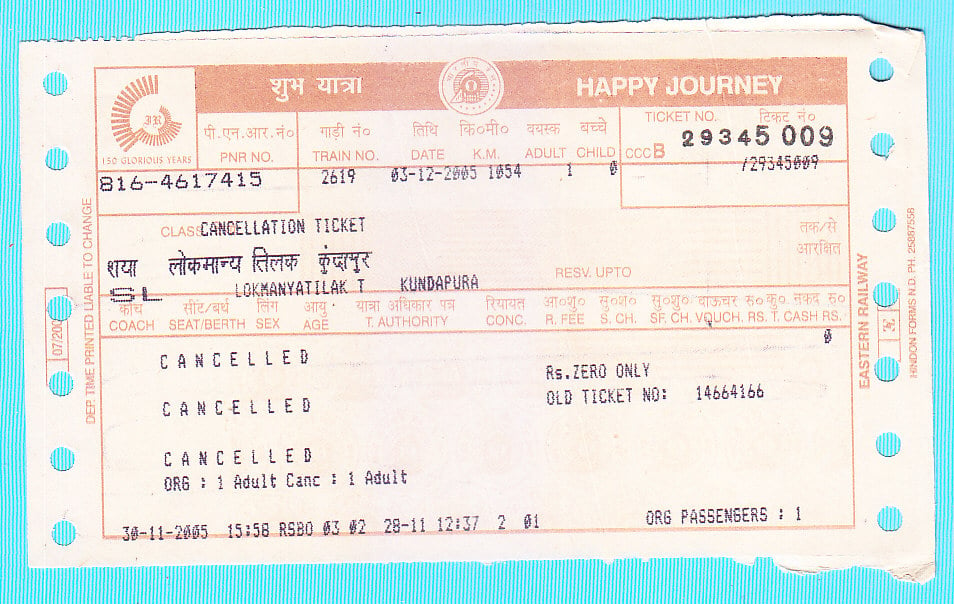 शुभ यात्रा HAPPY JOURNEY
IR
150 GLORIOUS YEARS
पी.एन.आर.नं० गाड़ी नं० तिथि कि०मी० वयस्क बच्चे TICKET NO. टिकट नं०
PNR NO. TRAIN NO. DATE K.M. ADULT CHILD CCC B 29345 009
816-4617415 2619 03-12-2005 1054 1 0 /29345009
CLASS CANCELLATION TICKET तक/से
आरक्षित
शया लोकमान्य तिलक कुंदापुर RESV. UPTO
SL LOKMANYATILAK T KUNDAPURA
कोच सीट/बर्थ लिंग आयु यात्रा अधिकार पत्र रियायत आ०शु० सु०शु० सु०शु० वाऊचर रु०कु० नकद रु०
COACH SEAT/BERTH SEX AGE T. AUTHORITY CONC. R. FEE S. CH. SF. CH. VOUCH. RS. T. CASH RS.
0
CANCELLED
Rs.ZERO ONLY
OLD TICKET NO: 14664166
CANCELLED
CANCELLED
ORG : 1 Adult Canc : 1 Adult
30-11-2005 15:58 RSBO 03 02 28-11 12:37 2 01 ORG PASSENGERS : 1
DEP. TIME PRINTED LIABLE TO CHANGE
07/200
EASTERN RAILWAY
E
HINDON FORMS N.D. PH. 25887558